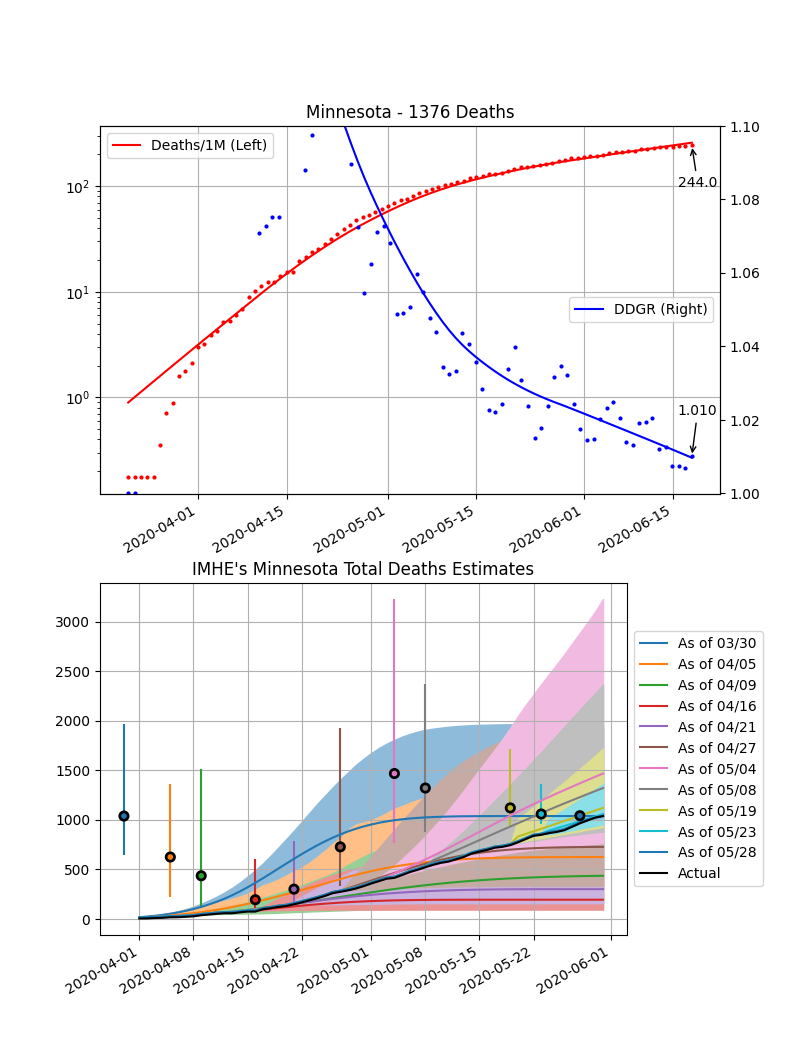 Minnesota - 1376 Deaths
Deaths/1M (Left)
DDGR (Right)
244.0
1.010
10²
10¹
10⁰
1.10
1.08
1.06
1.04
1.02
1.00
2020-04-01
2020-04-15
2020-05-01
2020-05-15
2020-06-01
2020-06-15
IMHE's Minnesota Total Deaths Estimates
3000
2500
2000
1500
1000
500
0
2020-04-01
2020-04-08
2020-04-15
2020-04-22
2020-05-01
2020-05-08
2020-05-15
2020-05-22
2020-06-01
As of 03/30
As of 04/05
As of 04/09
As of 04/16
As of 04/21
As of 04/27
As of 05/04
As of 05/08
As of 05/19
As of 05/23
As of 05/28
Actual